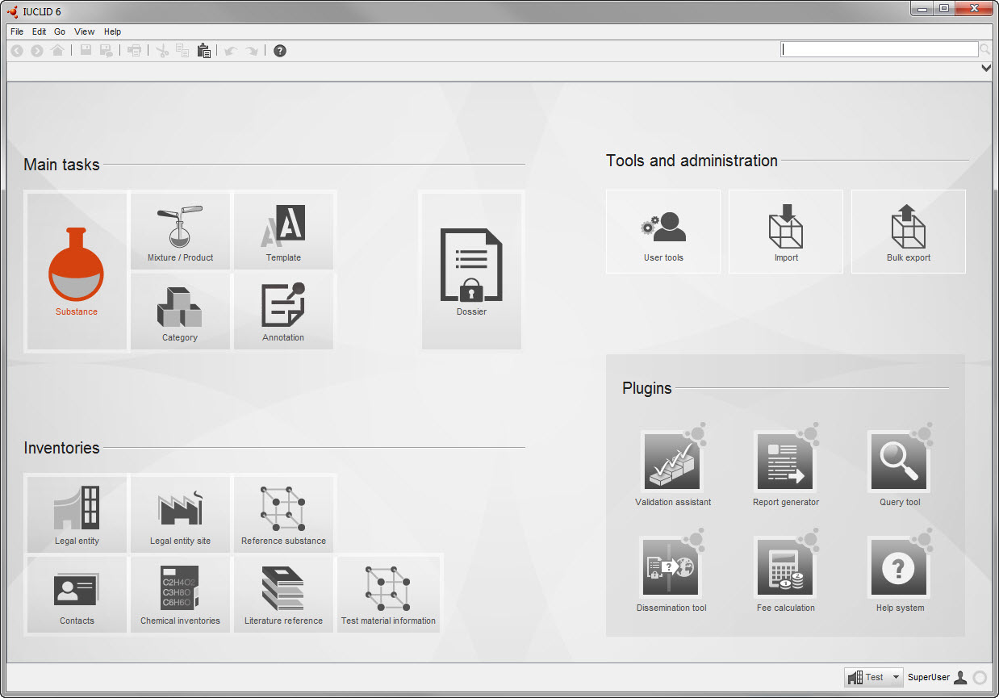 IUCLID 6
File Edit Go View Help
?
Main tasks
Substance
Mixture / Product
A A
Template
Category
Annotation
Dossier
Tools and administration
User tools
Import
Bulk export
Inventories
Legal entity
Legal entity site
Reference substance
Contacts
C2H4O2
C3H8O
C6H6O
Chemical inventories
Literature reference
Test material information
Plugins
Validation assistant
Report generator
Query tool
?
Dissemination tool
1 2
Fee calculation
?
Help system
Test
SuperUser